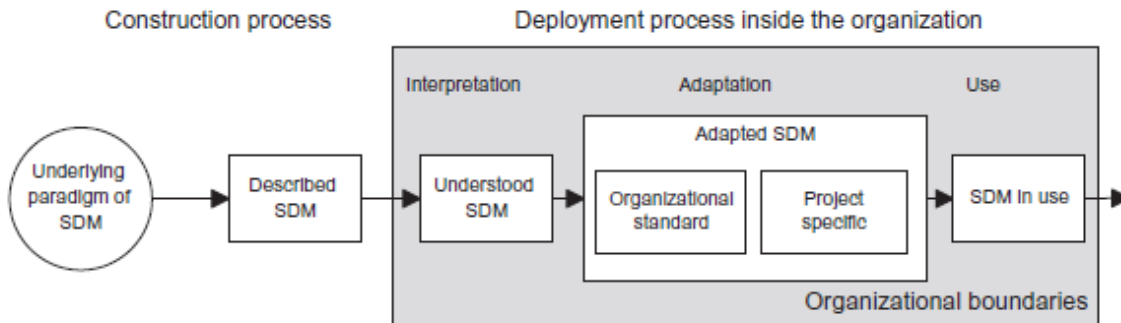 Construction process
Deployment process inside the organization
Interpretation
Adaptation
Use
Underlying
paradigm of
SDM
Described
SDM
Understood
SDM
Adapted SDM
Organizational
standard
Project
specific
SDM in use
Organizational boundaries